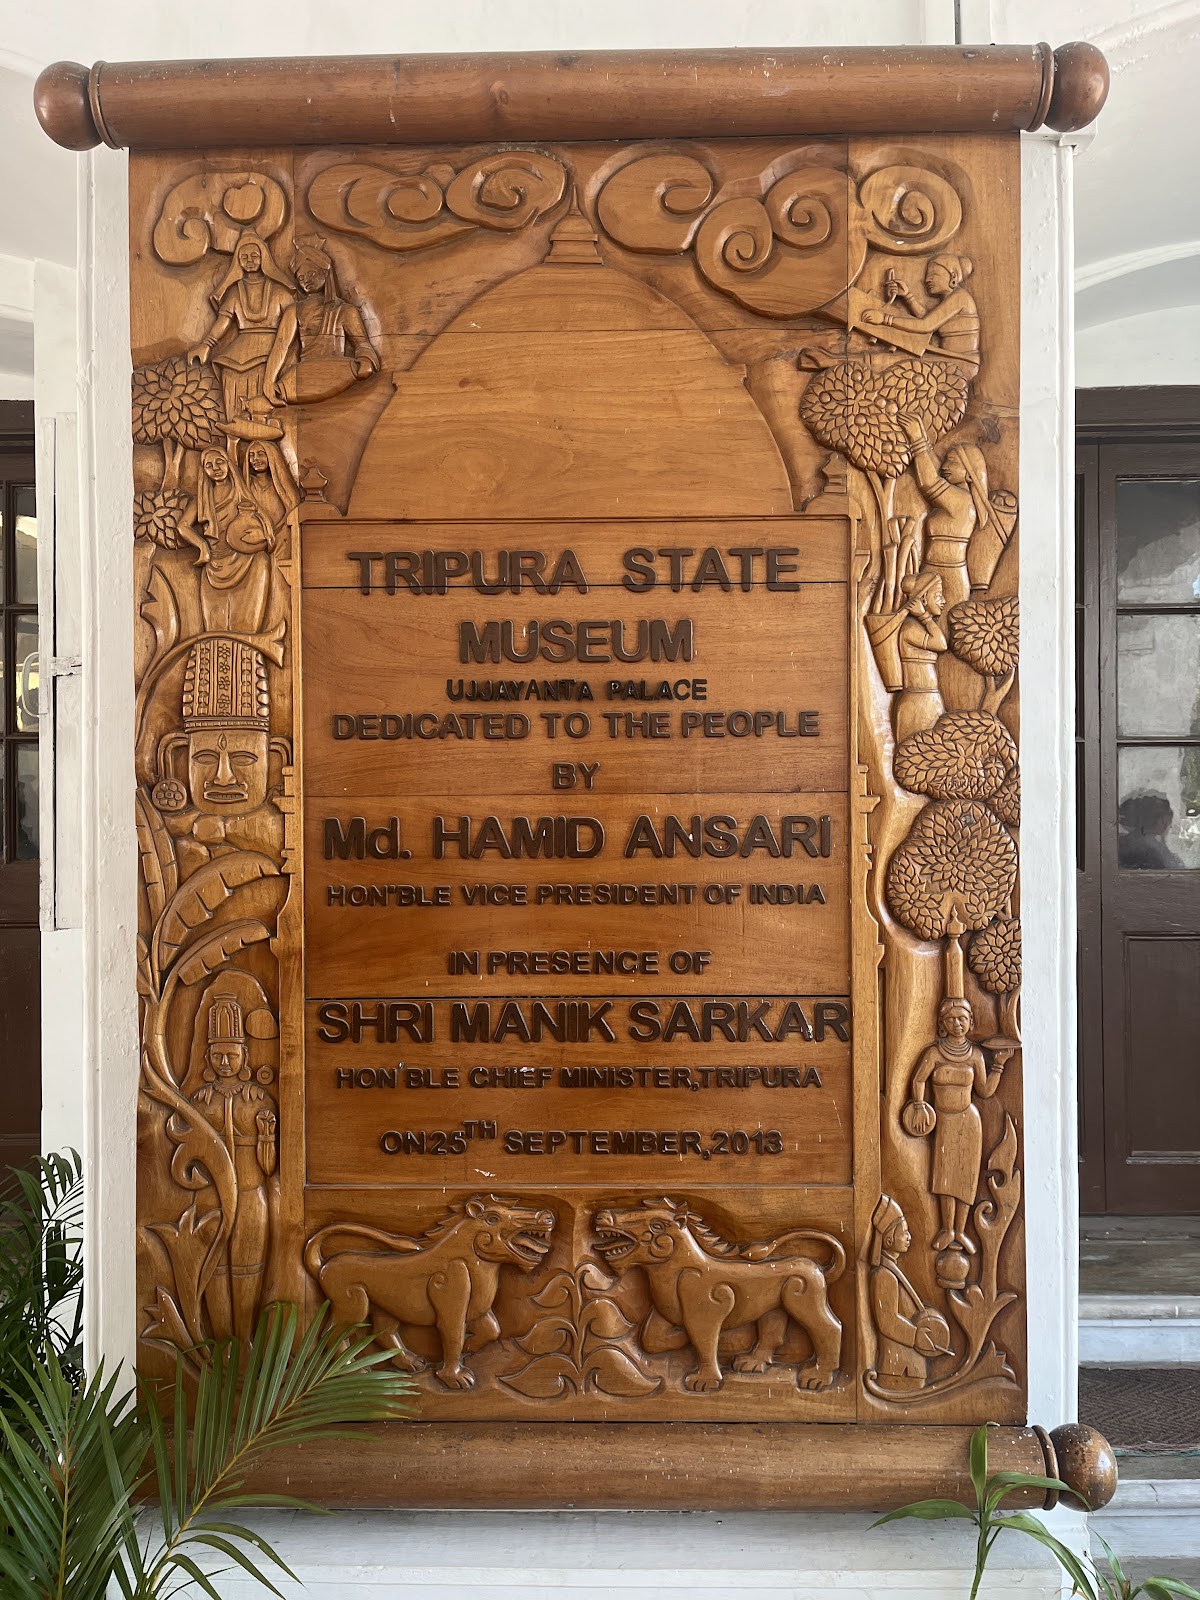 TRIPURA STATE
MUSEUM
UJJAYANTA PALACE
DEDICATED TO THE PEOPLE
BY
Md. HAMID ANSARI
HON"BLE VICE PRESIDENT OF INDIA
IN PRESENCE OF
SHRI MANIK SARKAR
HON'BLE CHIEF MINISTER,TRIPURA
ON25TH SEPTEMBER,2013